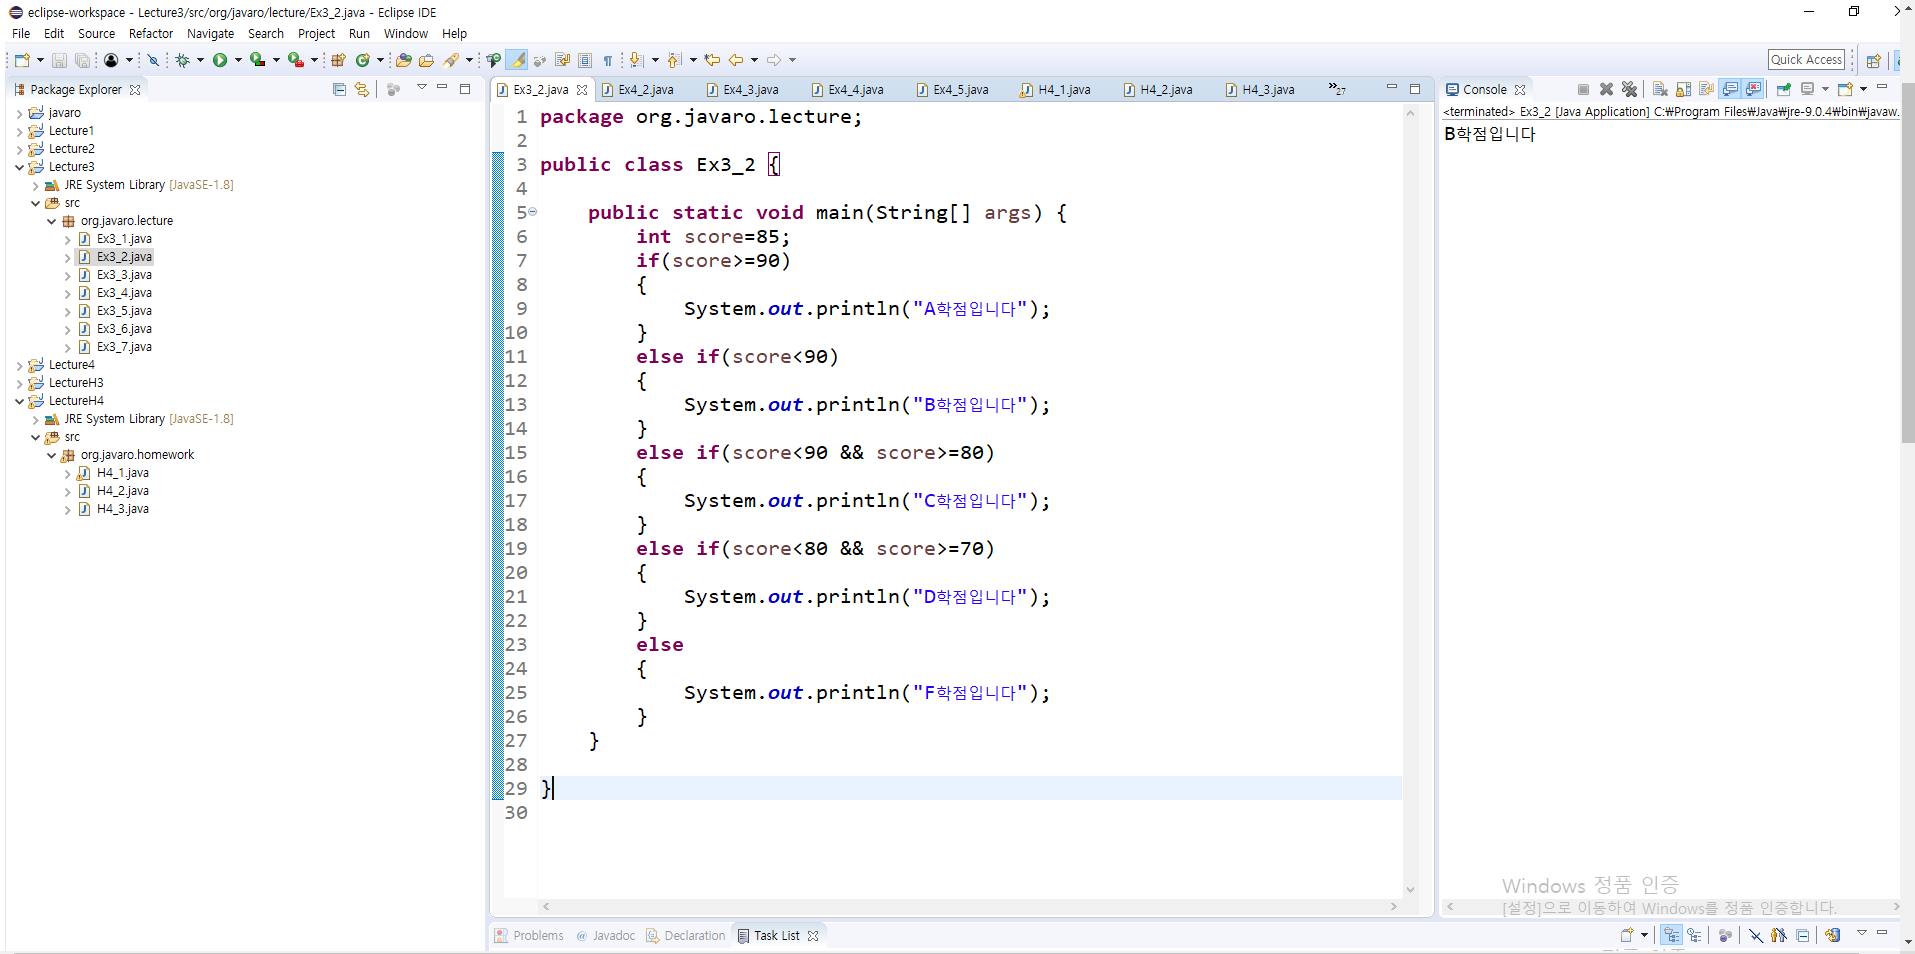 eclipse-workspace - Lecture3/src/org/javaro/lecture/Ex3_2.java - Eclipse IDE
File Edit Source Refactor Navigate Search Project Run Window Help
Quick Access
Package Explorer
javaro
Lecture1
Lecture2
Lecture3
JRE System Library [JavaSE-1.8]
src
org.javaro.lecture
Ex3_1.java
Ex3_2.java
Ex3_3.java
Ex3_4.java
Ex3_5.java
Ex3_6.java
Ex3_7.java
Lecture4
LectureH3
LectureH4
JRE System Library [JavaSE-1.8]
src
org.javaro.homework
H4_1.java
H4_2.java
H4_3.java
Ex3_2.java Ex4_2.java Ex4_3.java Ex4_4.java Ex4_5.java H4_1.java H4_2.java H4_3.java »27
1 package org.javaro.lecture;
2
3 public class Ex3_2 {
4
5 public static void main(String[] args) {
6 int score=85;
7 if(score>=90)
8 {
9 System.out.println("A학점입니다");
10 }
11 else if(score<90)
12 {
13 System.out.println("B학점입니다");
14 }
15 else if(score<90 && score>=80)
16 {
17 System.out.println("C학점입니다");
18 }
19 else if(score<80 && score>=70)
20 {
21 System.out.println("D학점입니다");
22 }
23 else
24 {
25 System.out.println("F학점입니다");
26 }
27 }
28
29 }
30
Console
<terminated> Ex3_2 [Java Application] C:₩Program Files₩Java₩jre-9.0.4₩bin₩javaw.
B학점입니다
Windows 정품 인증
[설정]으로 이동하여 Windows를 정품 인증합니다.
Problems @ Javadoc Declaration Task List